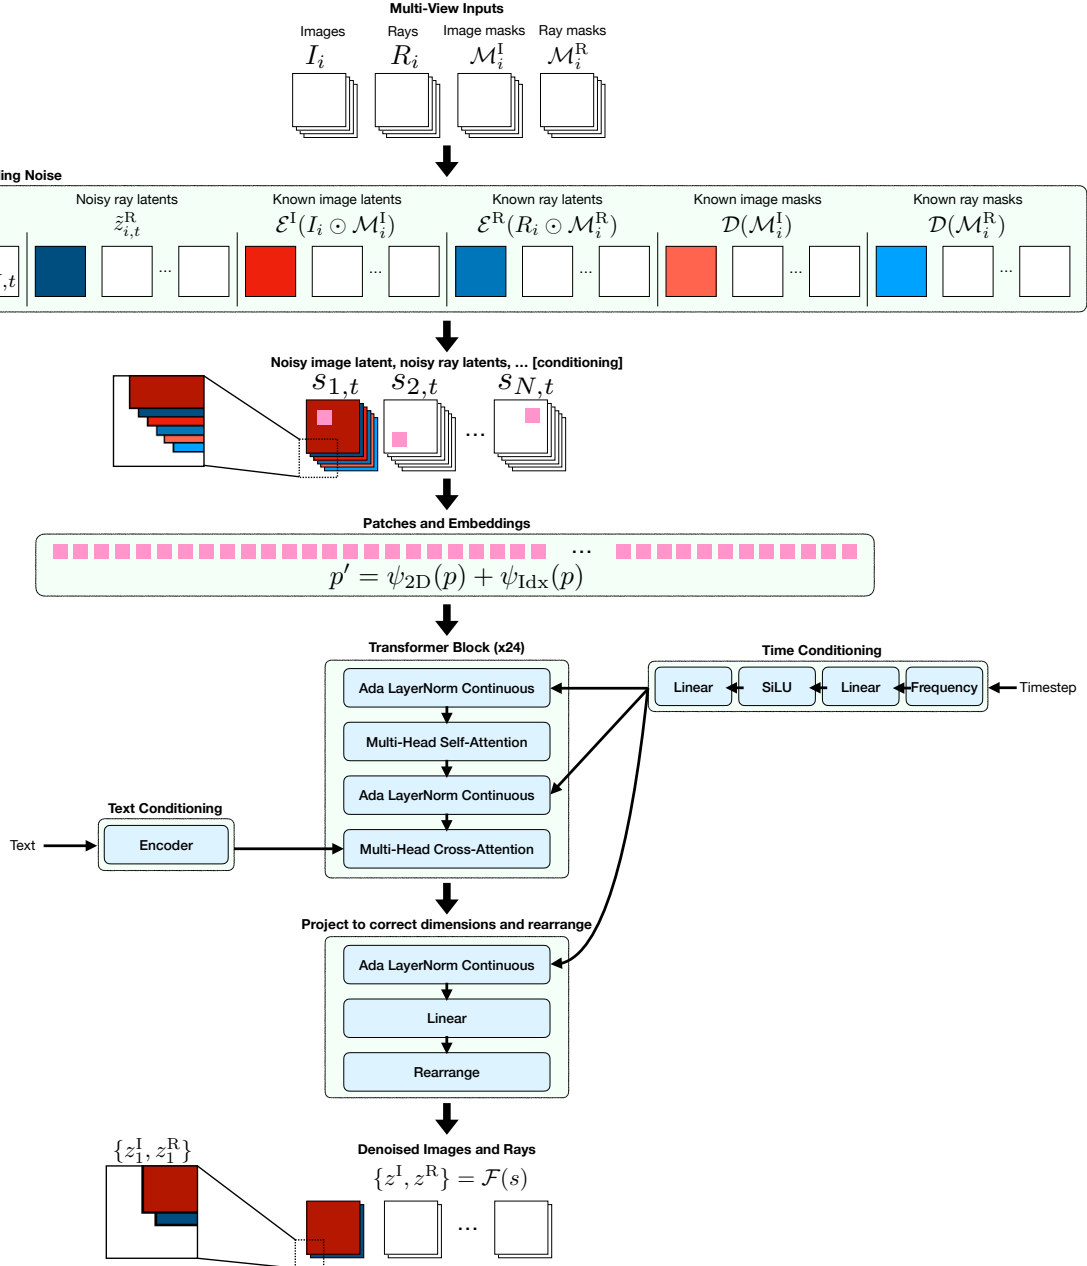 Multi-View Inputs
Images Rays Image masks Ray masks
I_i R_i M_i^I M_i^R
ing Noise
Noisy ray latents Known image latents Known ray latents Known image masks Known ray masks
z_{i,t}^R ℰ^I(I_i ⊙ M_i^I) ℰ^R(R_i ⊙ M_i^R) 𝒟(M_i^I) 𝒟(M_i^R)
,t ... ... ... ... ...
Noisy image latent, noisy ray latents, ... [conditioning]
s_{1,t} s_{2,t} s_{N,t}
...
Patches and Embeddings
...
p′ = ψ_{2D}(p) + ψ_{Idx}(p)
Transformer Block (x24)
Time Conditioning
Ada LayerNorm Continuous
Linear SiLU Linear Frequency Timestep
Multi-Head Self-Attention
Ada LayerNorm Continuous
Text Conditioning
Text Encoder Multi-Head Cross-Attention
Project to correct dimensions and rearrange
Ada LayerNorm Continuous
Linear
Rearrange
Denoised Images and Rays
{z_1^I, z_1^R}
{z^I, z^R} = ℱ(s)
...